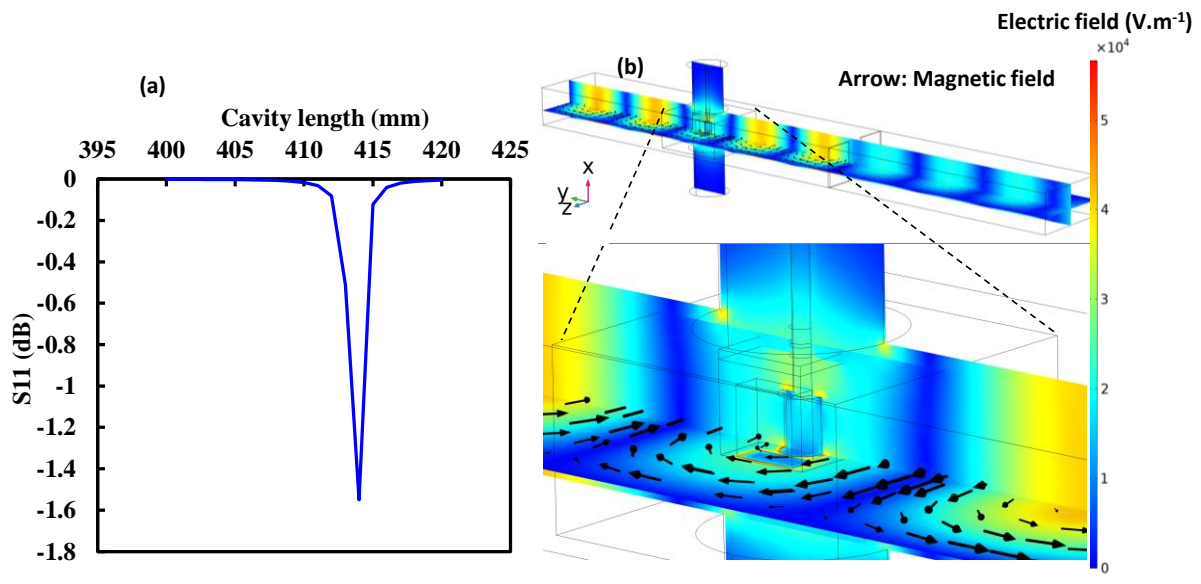 Electric field (V.m⁻¹)
×10⁴
(a)
(b)
Arrow: Magnetic field
Cavity length (mm)
395 400 405 410 415 420 425
0
-0.2
-0.4
-0.6
-0.8
-1
-1.2
-1.4
-1.6
-1.8
S11 (dB)
x
y
z
5
4
3
2
1
0